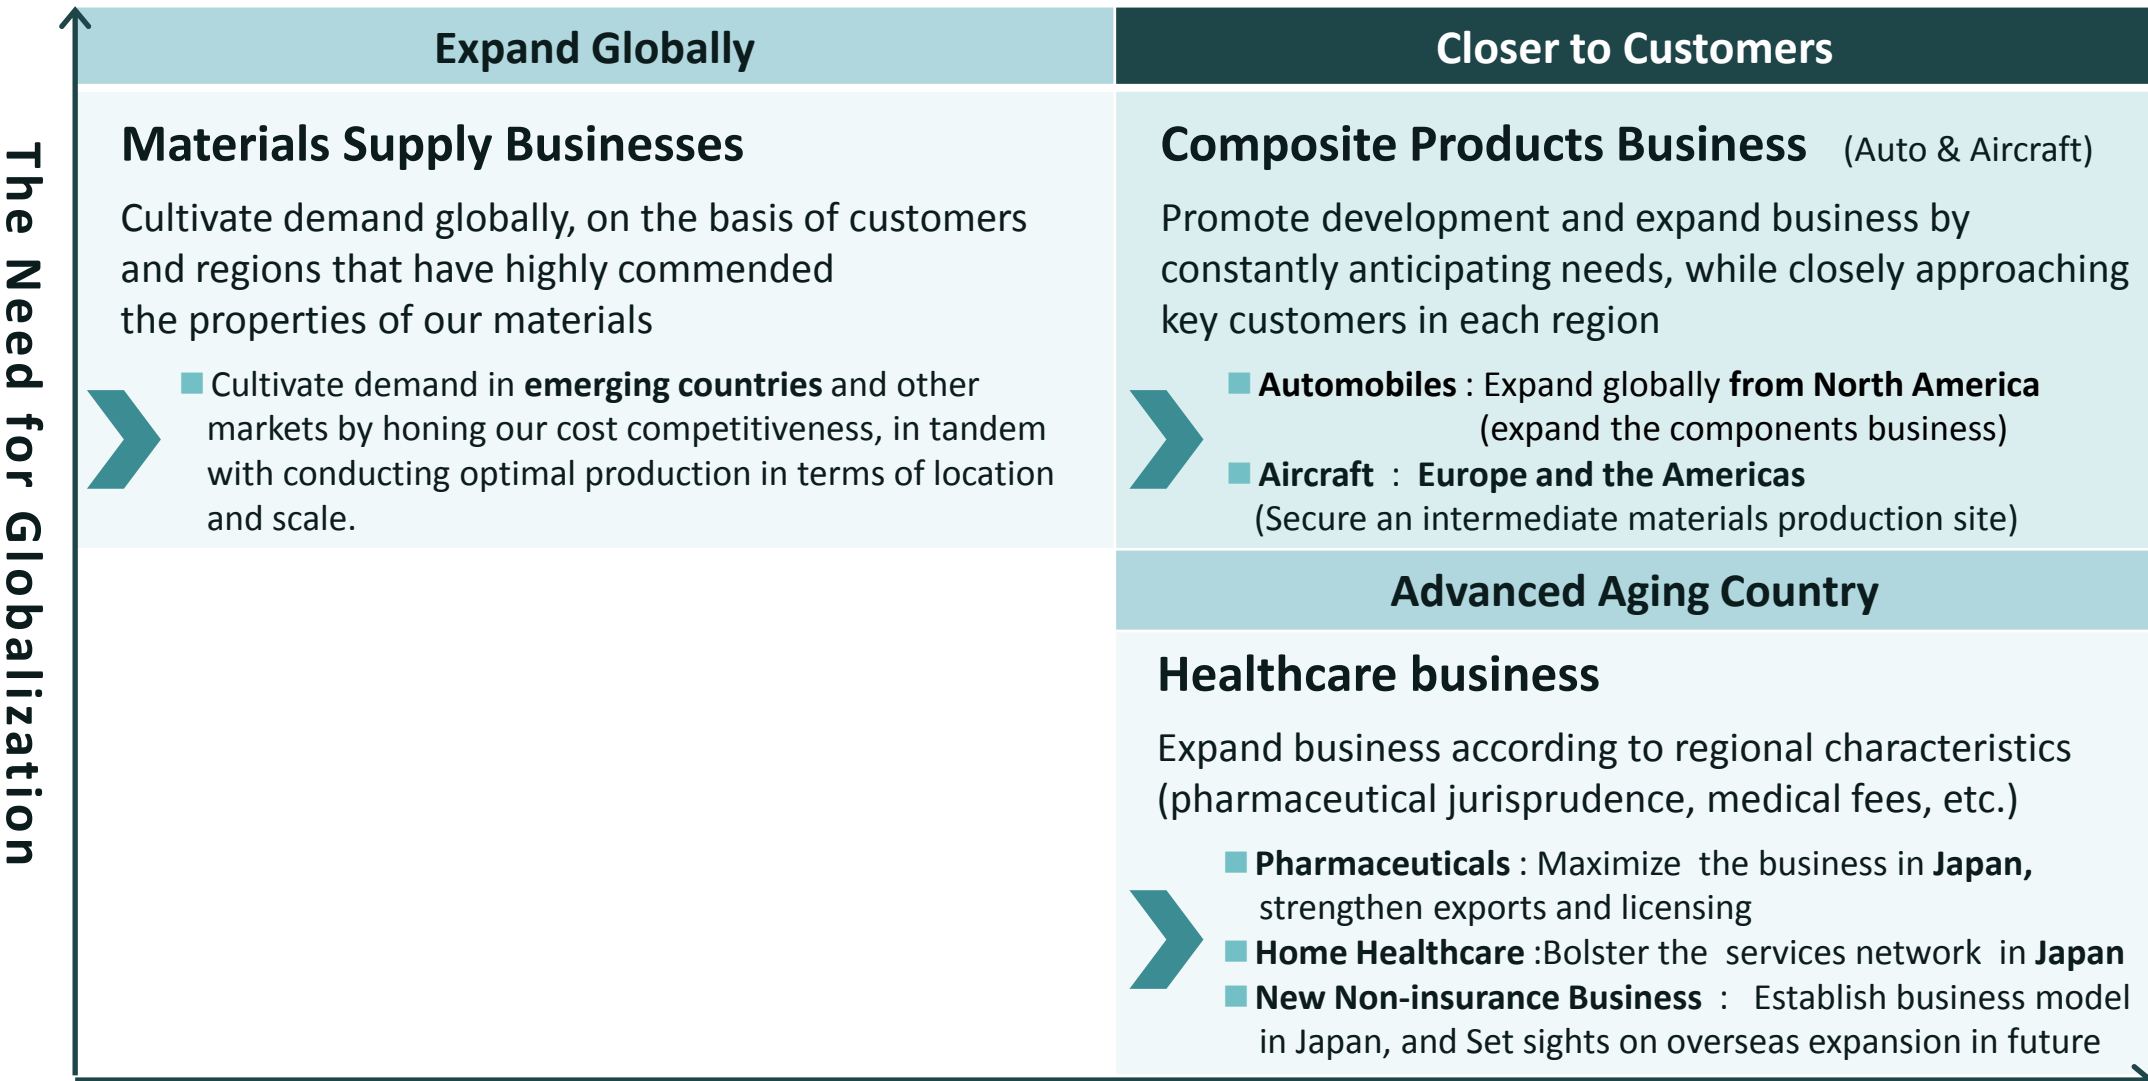 The Need for Globalization
Expand Globally
Materials Supply Businesses
Cultivate demand globally, on the basis of customers
and regions that have highly commended
the properties of our materials
Cultivate demand in emerging countries and other
markets by honing our cost competitiveness, in tandem
with conducting optimal production in terms of location
and scale.
Closer to Customers
Composite Products Business (Auto & Aircraft)
Promote development and expand business by
constantly anticipating needs, while closely approaching
key customers in each region
Automobiles : Expand globally from North America
(expand the components business)
Aircraft : Europe and the Americas
(Secure an intermediate materials production site)
Advanced Aging Country
Healthcare business
Expand business according to regional characteristics
(pharmaceutical jurisprudence, medical fees, etc.)
Pharmaceuticals : Maximize the business in Japan,
strengthen exports and licensing
Home Healthcare :Bolster the services network in Japan
New Non-insurance Business : Establish business model
in Japan, and Set sights on overseas expansion in future